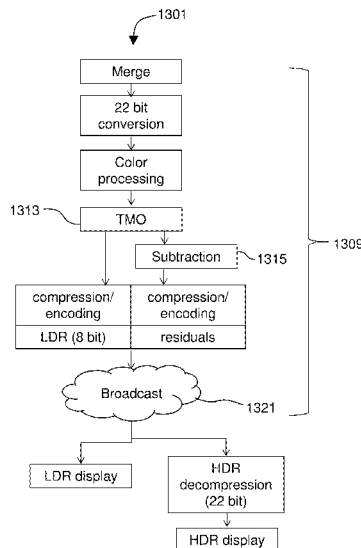 1301
Merge
22 bit
conversion
Color
processing
1313
TMO
Subtraction
1315
1309
compression/
encoding
compression/
encoding
LDR (8 bit)
residuals
Broadcast
1321
LDR display
HDR
decompression
(22 bit)
HDR display